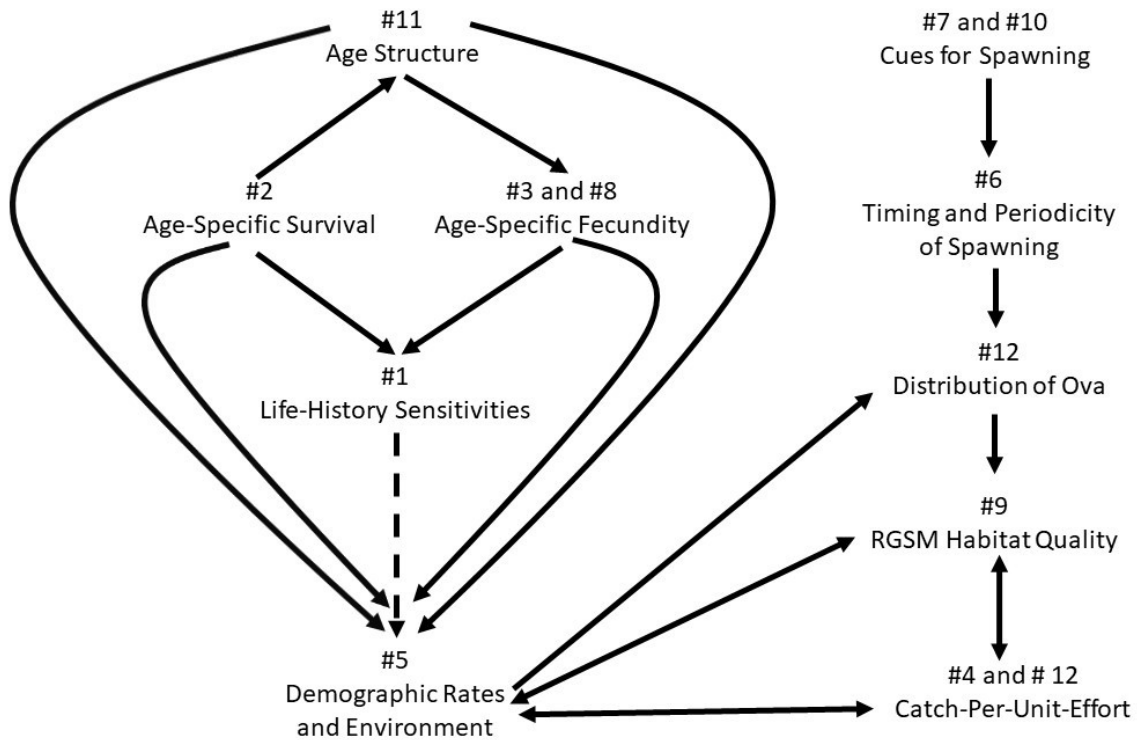 #11
Age Structure
#2
Age-Specific Survival
#3 and #8
Age-Specific Fecundity
#1
Life-History Sensitivities
#5
Demographic Rates
and Environment
#7 and #10
Cues for Spawning
#6
Timing and Periodicity
of Spawning
#12
Distribution of Ova
#9
RGSM Habitat Quality
#4 and # 12
Catch-Per-Unit-Effort